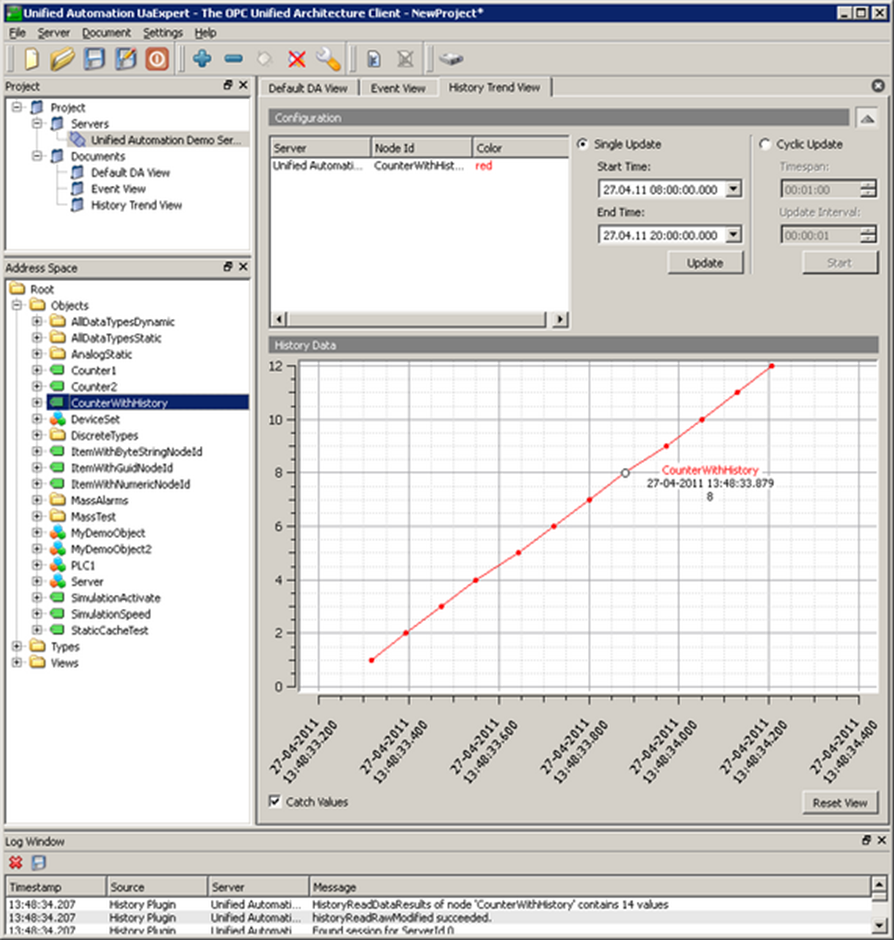 Unified Automation UaExpert - The OPC Unified Architecture Client - NewProject*
File Server Document Settings Help
Project
Project
Servers
Unified Automation Demo Ser...
Documents
Default DA View
Event View
History Trend View
Address Space
Root
Objects
AllDataTypesDynamic
AllDataTypesStatic
AnalogStatic
Counter1
Counter2
CounterWithHistory
DeviceSet
DiscreteTypes
ItemWithByteStringNodeId
ItemWithGuidNodeId
ItemWithNumericNodeId
MassAlarms
MassTest
MyDemoObject
MyDemoObject2
PLC1
Server
SimulationActivate
SimulationSpeed
StaticCacheTest
Types
Views
Default DA View Event View History Trend View
Configuration
Server Node Id Color
Unified Automati... CounterWithHist... red
Single Update
Start Time:
27.04.11 08:00:00.000
End Time:
27.04.11 20:00:00.000
Update
Cyclic Update
Timespan:
00:01:00
Update Interval:
00:00:01
Start
History Data
12
10
8
6
4
2
0
CounterWithHistory
27-04-2011 13:48:33.879
8
27-04-2011
13:48:33.200
27-04-2011
13:48:33.400
27-04-2011
13:48:33.600
27-04-2011
13:48:33.800
27-04-2011
13:48:34.000
27-04-2011
13:48:34.200
27-04-2011
13:48:34.400
Catch Values
Reset View
Log Window
Timestamp Source Server Message
13:48:34.207 History Plugin Unified Automati... HistoryReadDataResults of node 'CounterWithHistory' contains 14 values
13:48:34.207 History Plugin Unified Automati... historyReadRawModified succeeded.
13:48:34.207 History Plugin Unified Automati... Found session for ServerId 0